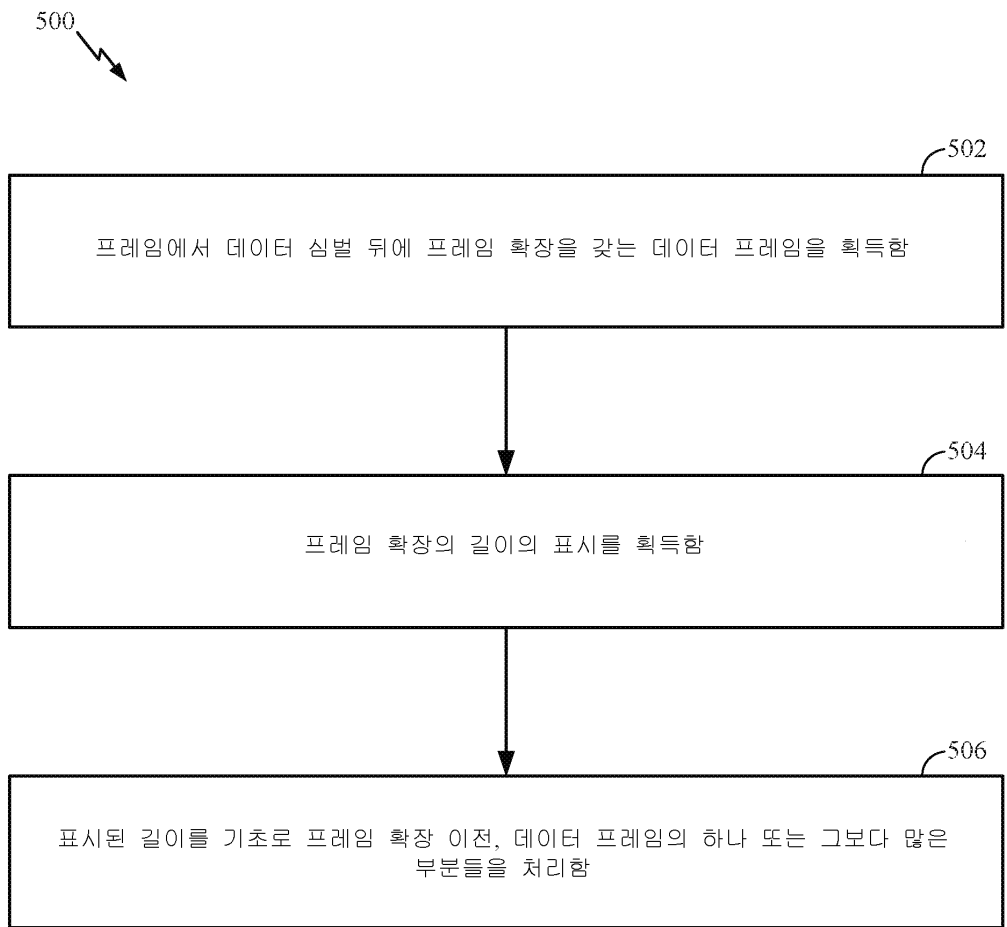 500
502
프레임에서 데이터 심벌 뒤에 프레임 확장을 갖는 데이터 프레임을 획득함
504
프레임 확장의 길이의 표시를 획득함
506
표시된 길이를 기초로 프레임 확장 이전, 데이터 프레임의 하나 또는 그보다 많은
부분들을 처리함